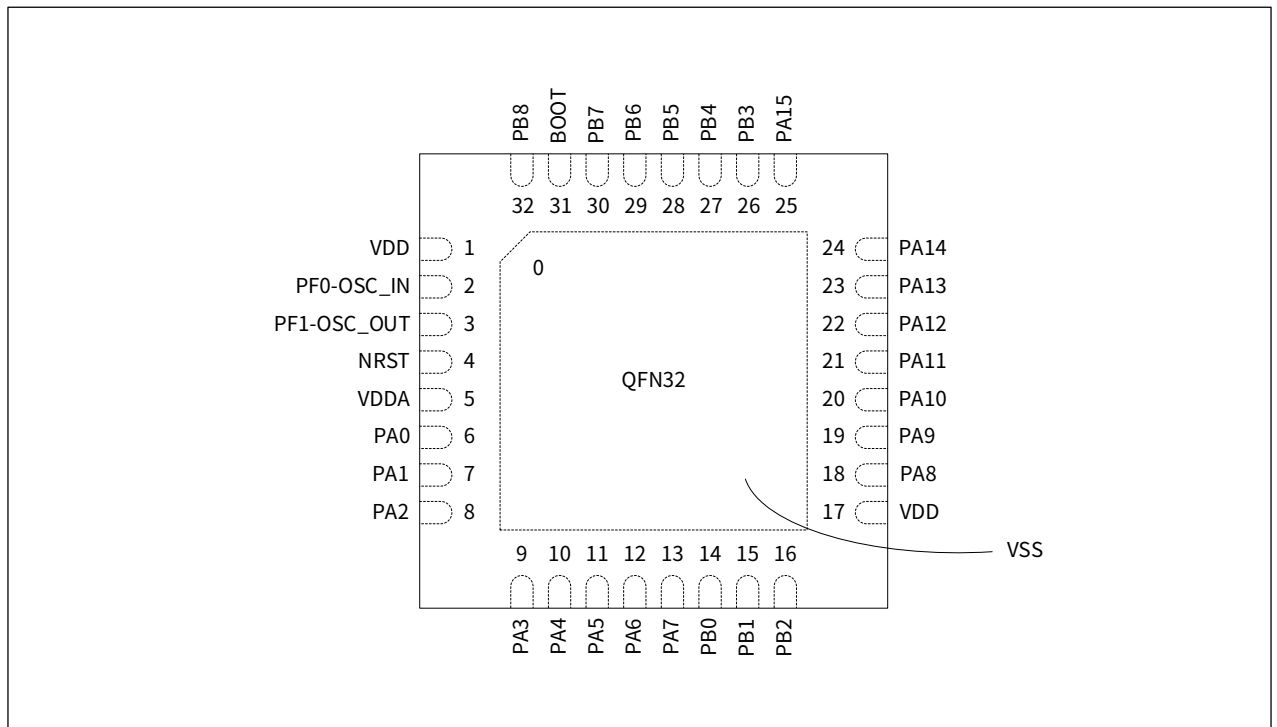 PB8 BOOT PB7 PB6 PB5 PB4 PB3 PA15
32 31 30 29 28 27 26 25
VDD 1 24 PA14
0
PF0-OSC_IN 2 23 PA13
PF1-OSC_OUT 3 22 PA12
NRST 4 21 PA11
QFN32
VDDA 5 20 PA10
PA0 6 19 PA9
PA1 7 18 PA8
PA2 8 17 VDD
VSS
9 10 11 12 13 14 15 16
PA3 PA4 PA5 PA6 PA7 PB0 PB1 PB2